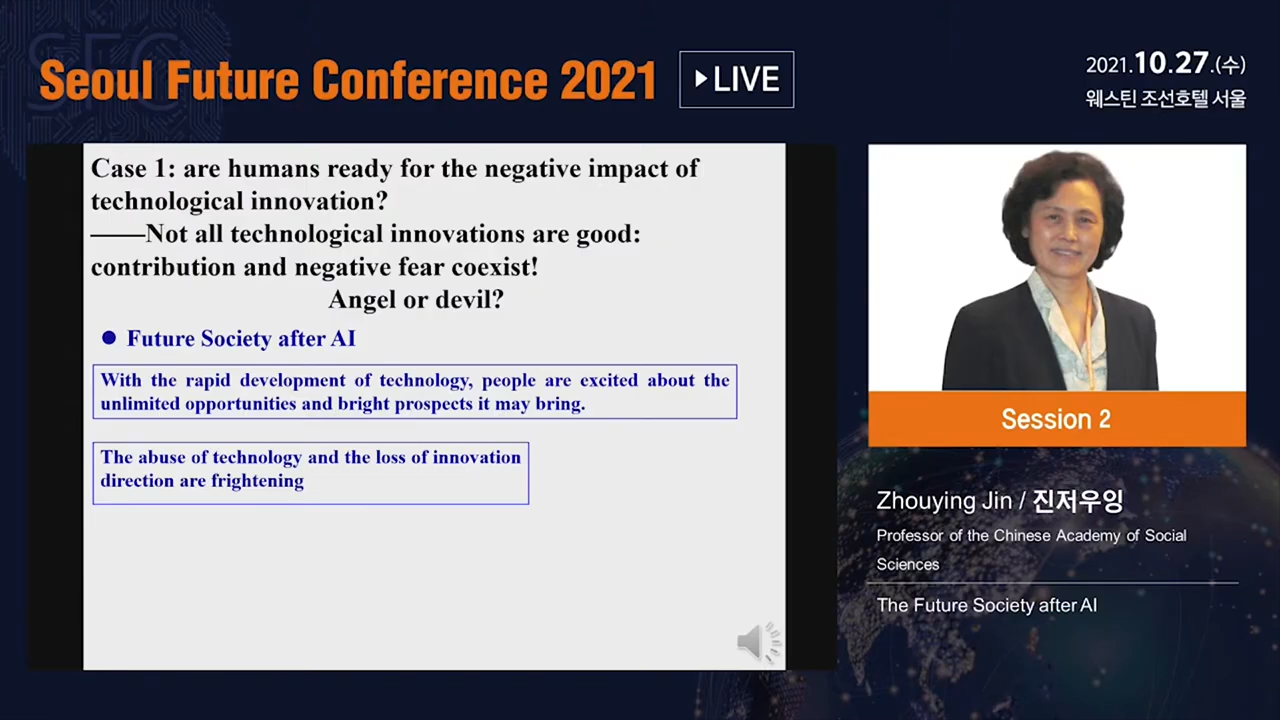 SFC
Seoul Future Conference 2021
LIVE
2021.10.27.(수)
웨스틴 조선호텔 서울
Case 1: are humans ready for the negative impact of
technological innovation?
——Not all technological innovations are good:
contribution and negative fear coexist!
Angel or devil?
● Future Society after AI
With the rapid development of technology, people are excited about the
unlimited opportunities and bright prospects it may bring.
The abuse of technology and the loss of innovation
direction are frightening
Session 2
Zhouying Jin / 진저우잉
Professor of the Chinese Academy of Social
Sciences
The Future Society after AI